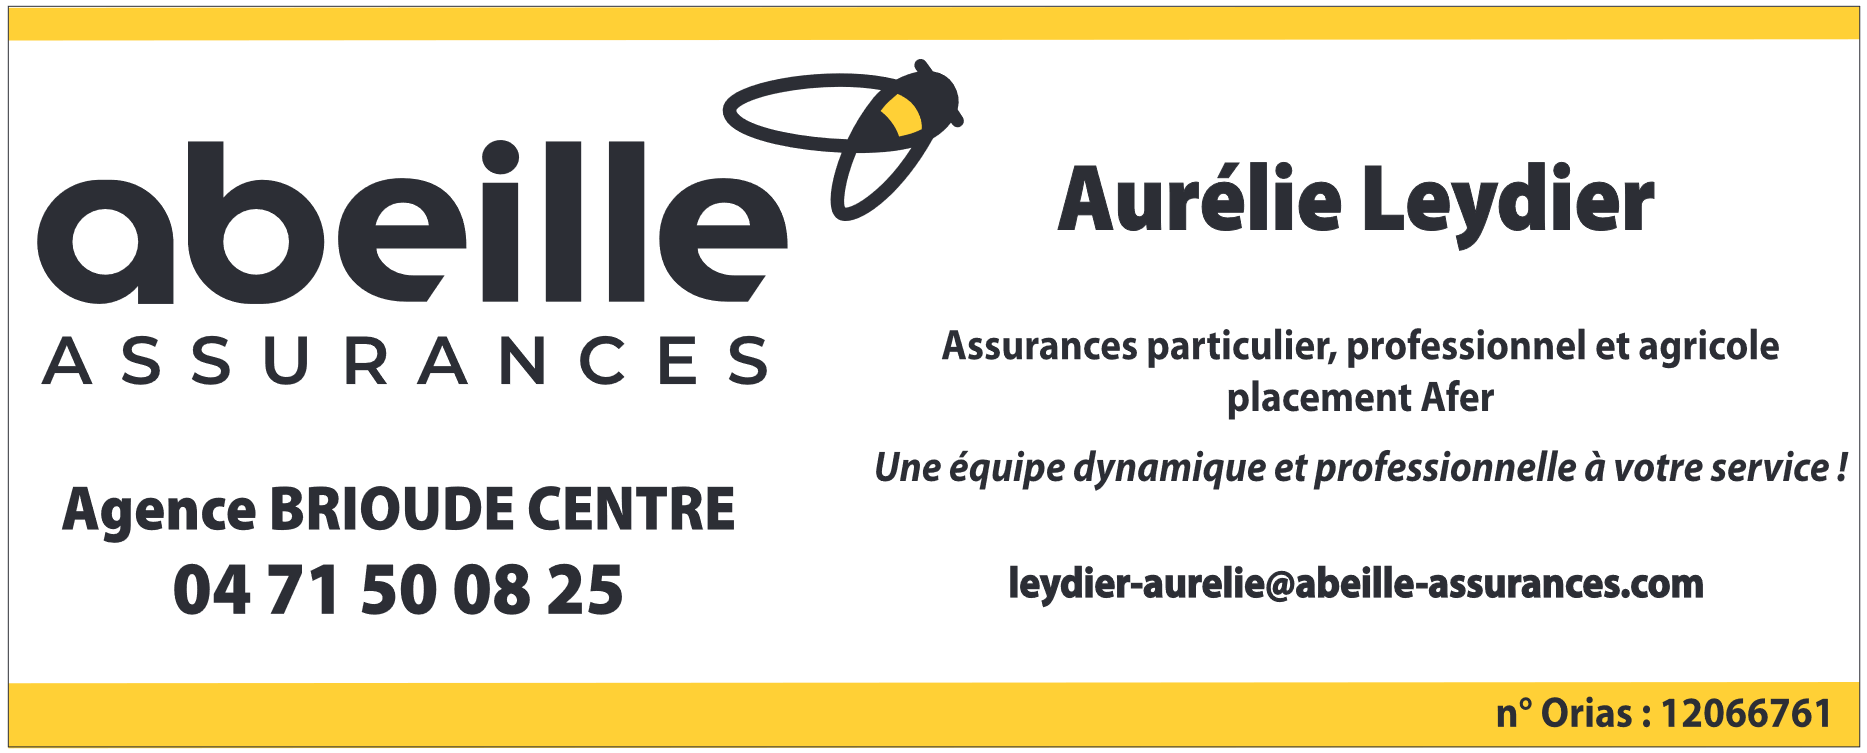 abeille
ASSURANCES
Agence BRIOUDE CENTRE
04 71 50 08 25
Aurélie Leydier
Assurances particulier, professionnel et agricole
placement Afer
Une équipe dynamique et professionnelle à votre service !
leydier-aurelie@abeille-assurances.com
n° Orias : 12066761